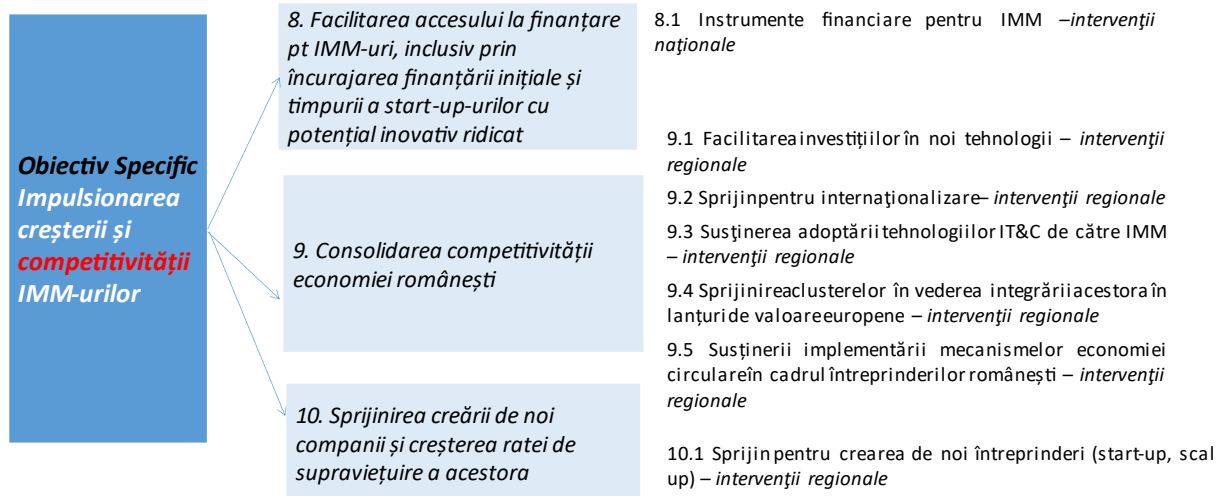 Obiectiv Specific
Impulsionarea
creșterii și
competitivității
IMM-urilor
8. Facilitarea accesului la finanțare
pt IMM-uri, inclusiv prin
încurajarea finanțării inițiale și
timpurii a start-up-urilor cu
potențial inovativ ridicat
8.1 Instrumente financiare pentru IMM –intervenţii
naţionale
9. Consolidarea competitivității
economiei românești
9.1 Facilitarea investițiilor în noi tehnologii – intervenţii
regionale
9.2 Sprijin pentru internaţionalizare– intervenţii regionale
9.3 Susţinerea adoptării tehnologiilor IT&C de către IMM
– intervenţii regionale
9.4 Sprijinirea clusterelor în vederea integrării acestora în
lanțuri de valoare europene – intervenţii regionale
9.5 Susținerii implementării mecanismelor economiei
circulare în cadrul întreprinderilor românești – intervenţii
regionale
10. Sprijinirea creării de noi
companii și creșterea ratei de
supraviețuire a acestora
10.1 Sprijin pentru crearea de noi întreprinderi (start-up, scal
up) – intervenţii regionale